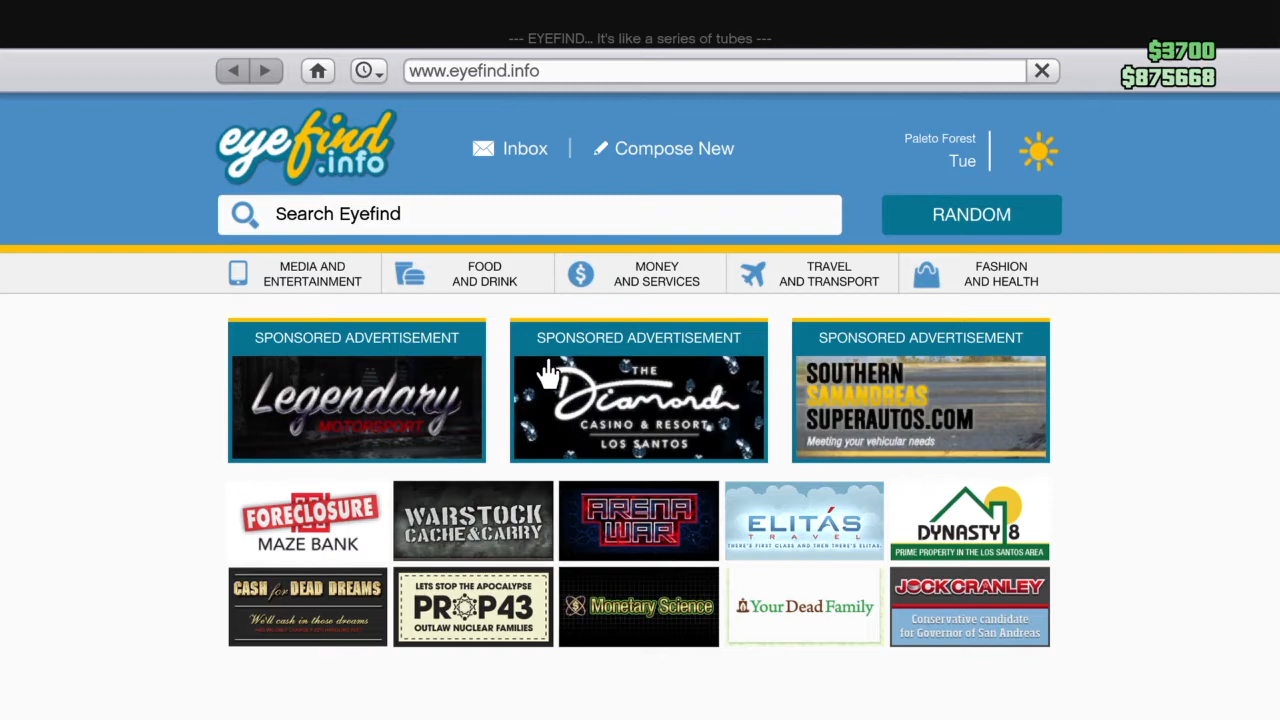 --- EYEFIND... It's like a series of tubes ---
$3700
www.eyefind.info
$875668
eyefind
.info
Inbox
Compose New
Paleto Forest
Tue
Search Eyefind
RANDOM
MEDIA AND
ENTERTAINMENT
FOOD
AND DRINK
MONEY
AND SERVICES
TRAVEL
AND TRANSPORT
FASHION
AND HEALTH
SPONSORED ADVERTISEMENT
Legendary
MOTORSPORT
SPONSORED ADVERTISEMENT
THE
Diamond
CASINO & RESORT
LOS SANTOS
SPONSORED ADVERTISEMENT
SOUTHERN
SANANDREAS
SUPERAUTOS.COM
Meeting your vehicular needs
FORECLOSURE
MAZE BANK
WARSTOCK
CACHE&CARRY
ARENA
WAR
ELITÁS
TRAVEL
THERE'S FIRST CLASS AND THEN THERE'S ELITÁS.
DYNASTY 8
PRIME PROPERTY IN THE LOS SANTOS AREA
CASH for DEAD DREAMS
We'll cash in those dreams
LETS STOP THE APOCALYPSE
PROP43
OUTLAW NUCLEAR FAMILIES
Monetary Science
Your Dead Family
JOCK CRANLEY
Conservative candidate
for Governor of San Andreas